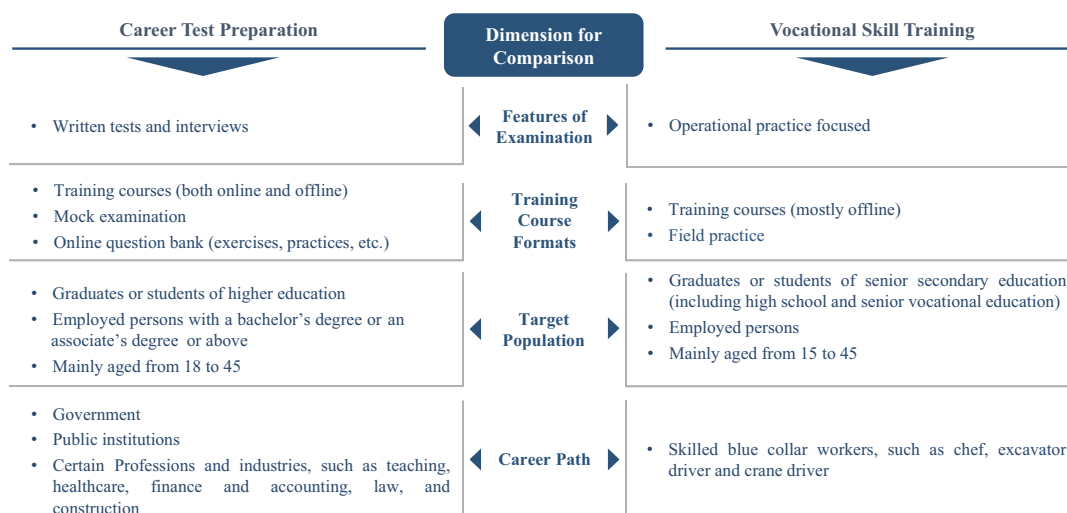 Career Test Preparation
Dimension for
Comparison
Vocational Skill Training
• Written tests and interviews
Features of
Examination
• Operational practice focused
• Training courses (both online and offline)
• Mock examination
• Online question bank (exercises, practices, etc.)
Training
Course
Formats
• Training courses (mostly offline)
• Field practice
• Graduates or students of higher education
• Employed persons with a bachelor's degree or an
associate's degree or above
• Mainly aged from 18 to 45
Target
Population
• Graduates or students of senior secondary education
(including high school and senior vocational education)
• Employed persons
• Mainly aged from 15 to 45
• Government
• Public institutions
• Certain Professions and industries, such as teaching,
healthcare, finance and accounting, law, and
construction
Career Path
• Skilled blue collar workers, such as chef, excavator
driver and crane driver